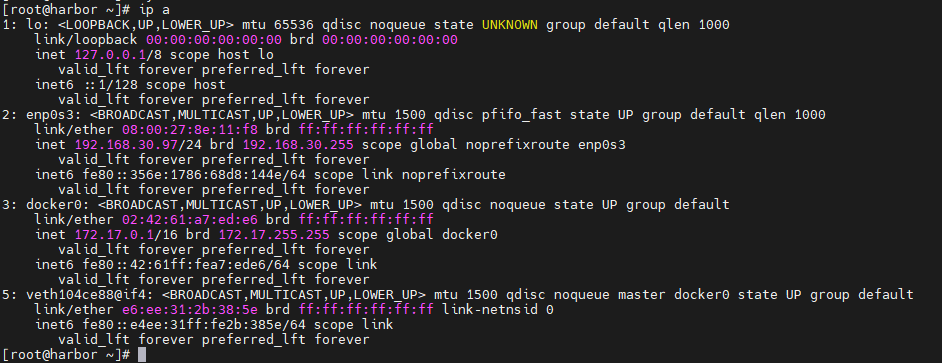 [root@harbor ~]# ip a
1: lo: <LOOPBACK,UP,LOWER_UP> mtu 65536 qdisc noqueue state UNKNOWN group default qlen 1000
    link/loopback 00:00:00:00:00:00 brd 00:00:00:00:00:00
    inet 127.0.0.1/8 scope host lo
       valid_lft forever preferred_lft forever
    inet6 ::1/128 scope host
       valid_lft forever preferred_lft forever
2: enp0s3: <BROADCAST,MULTICAST,UP,LOWER_UP> mtu 1500 qdisc pfifo_fast state UP group default qlen 1000
    link/ether 08:00:27:8e:11:f8 brd ff:ff:ff:ff:ff:ff
    inet 192.168.30.97/24 brd 192.168.30.255 scope global noprefixroute enp0s3
       valid_lft forever preferred_lft forever
    inet6 fe80::356e:1786:68d8:144e/64 scope link noprefixroute
       valid_lft forever preferred_lft forever
3: docker0: <BROADCAST,MULTICAST,UP,LOWER_UP> mtu 1500 qdisc noqueue state UP group default
    link/ether 02:42:61:a7:ed:e6 brd ff:ff:ff:ff:ff:ff
    inet 172.17.0.1/16 brd 172.17.255.255 scope global docker0
       valid_lft forever preferred_lft forever
    inet6 fe80::42:61ff:fea7:ede6/64 scope link
       valid_lft forever preferred_lft forever
5: veth104ce88@if4: <BROADCAST,MULTICAST,UP,LOWER_UP> mtu 1500 qdisc noqueue master docker0 state UP group default
    link/ether e6:ee:31:2b:38:5e brd ff:ff:ff:ff:ff:ff link-netnsid 0
    inet6 fe80::e4ee:31ff:fe2b:385e/64 scope link
       valid_lft forever preferred_lft forever
[root@harbor ~]#